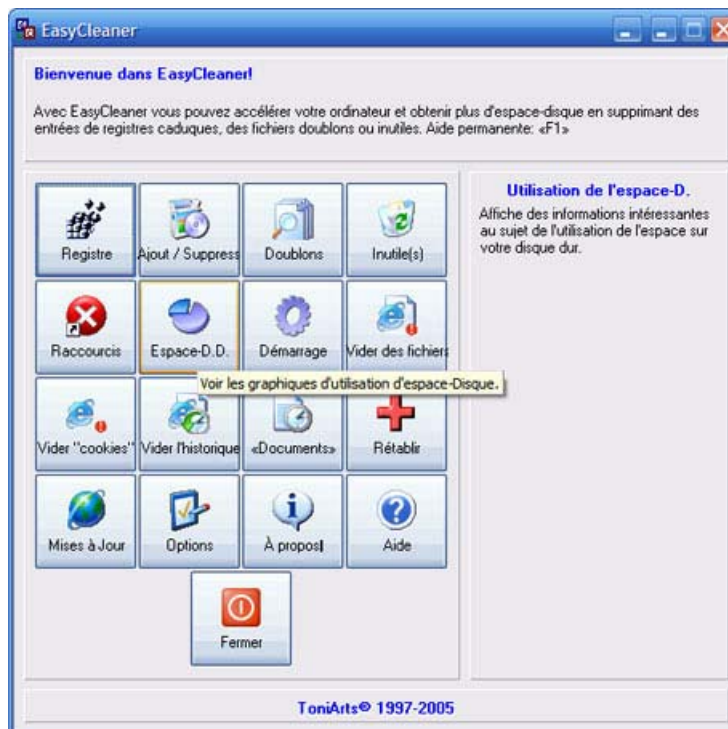 EasyCleaner
Bienvenue dans EasyCleaner!
Avec EasyCleaner vous pouvez accélérer votre ordinateur et obtenir plus d'espace-disque en supprimant des
entrées de registres caduques, des fichiers doublons ou inutiles. Aide permanente: «F1»
Registre
Ajout / Suppress
Doublons
Inutile(s)
Utilisation de l'espace-D.
Affiche des informations intéressantes
au sujet de l'utilisation de l'espace sur
votre disque dur.
Raccourcis
Espace-D.D.
Démarrage
Vider des fichiers
Voir les graphiques d'utilisation d'espace-Disque.
Vider "cookies"
Vider l'historique
«Documents»
Rétablir
Mises à Jour
Options
À propos
Aide
Fermer
ToniArts© 1997-2005